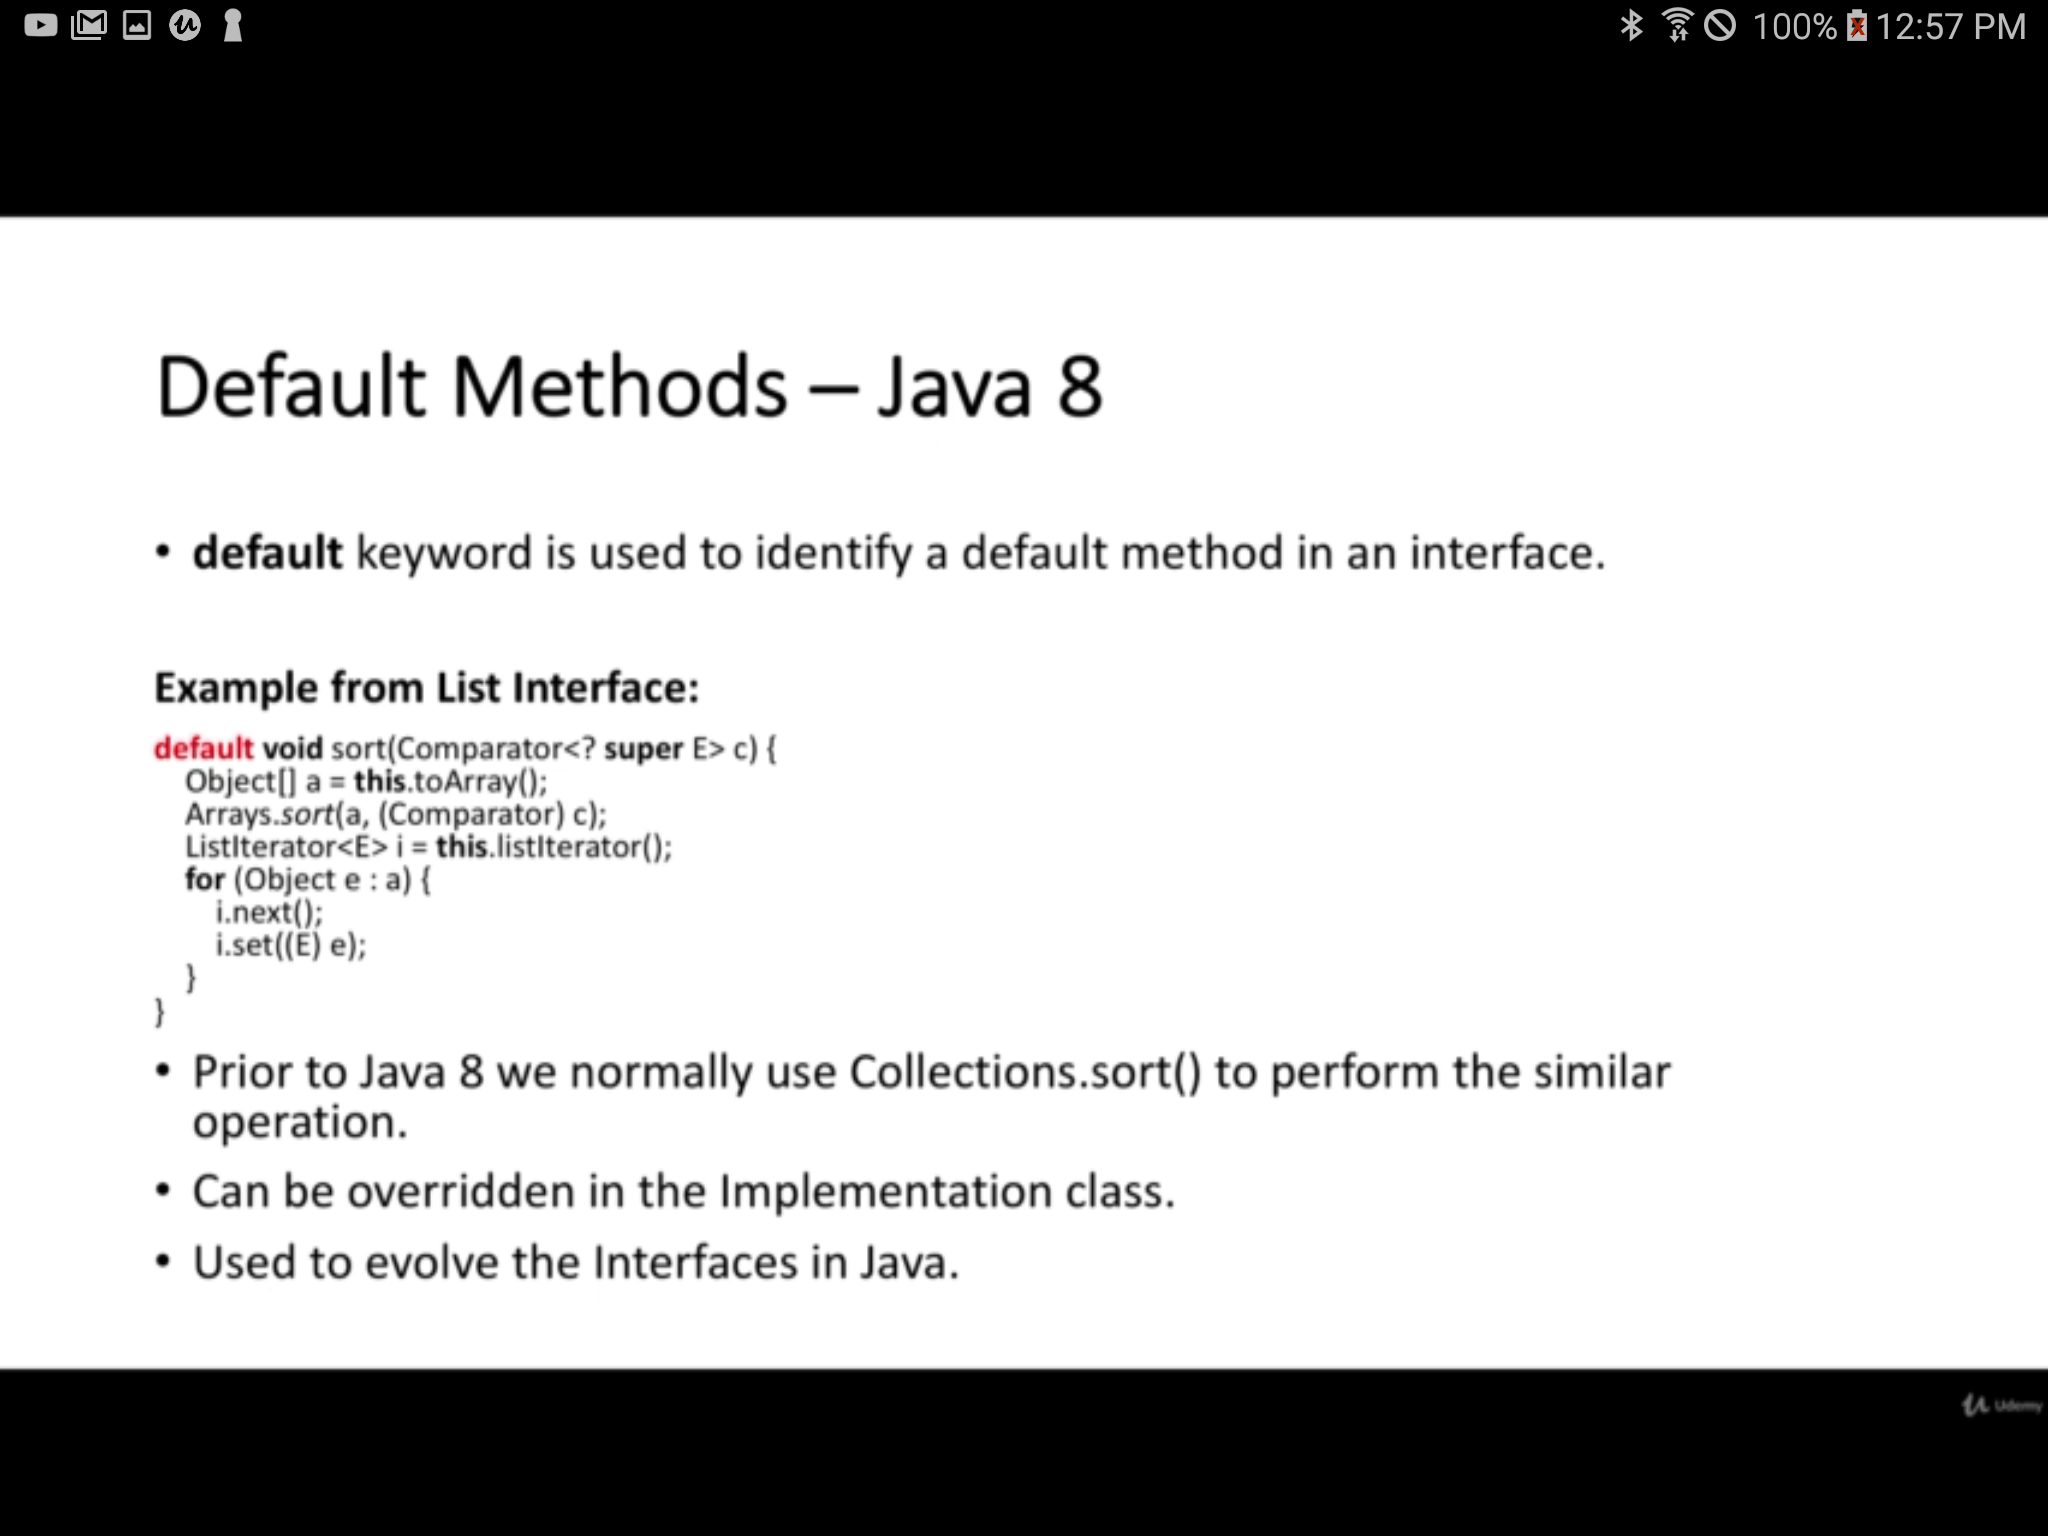 100% 12:57 PM
Default Methods – Java 8
• default keyword is used to identify a default method in an interface.
Example from List Interface:
default void sort(Comparator<? super E> c) {
    Object[] a = this.toArray();
    Arrays.sort(a, (Comparator) c);
    ListIterator<E> i = this.listIterator();
    for (Object e : a) {
        i.next();
        i.set((E) e);
    }
}
• Prior to Java 8 we normally use Collections.sort() to perform the similar
operation.
• Can be overridden in the Implementation class.
• Used to evolve the Interfaces in Java.
Udemy